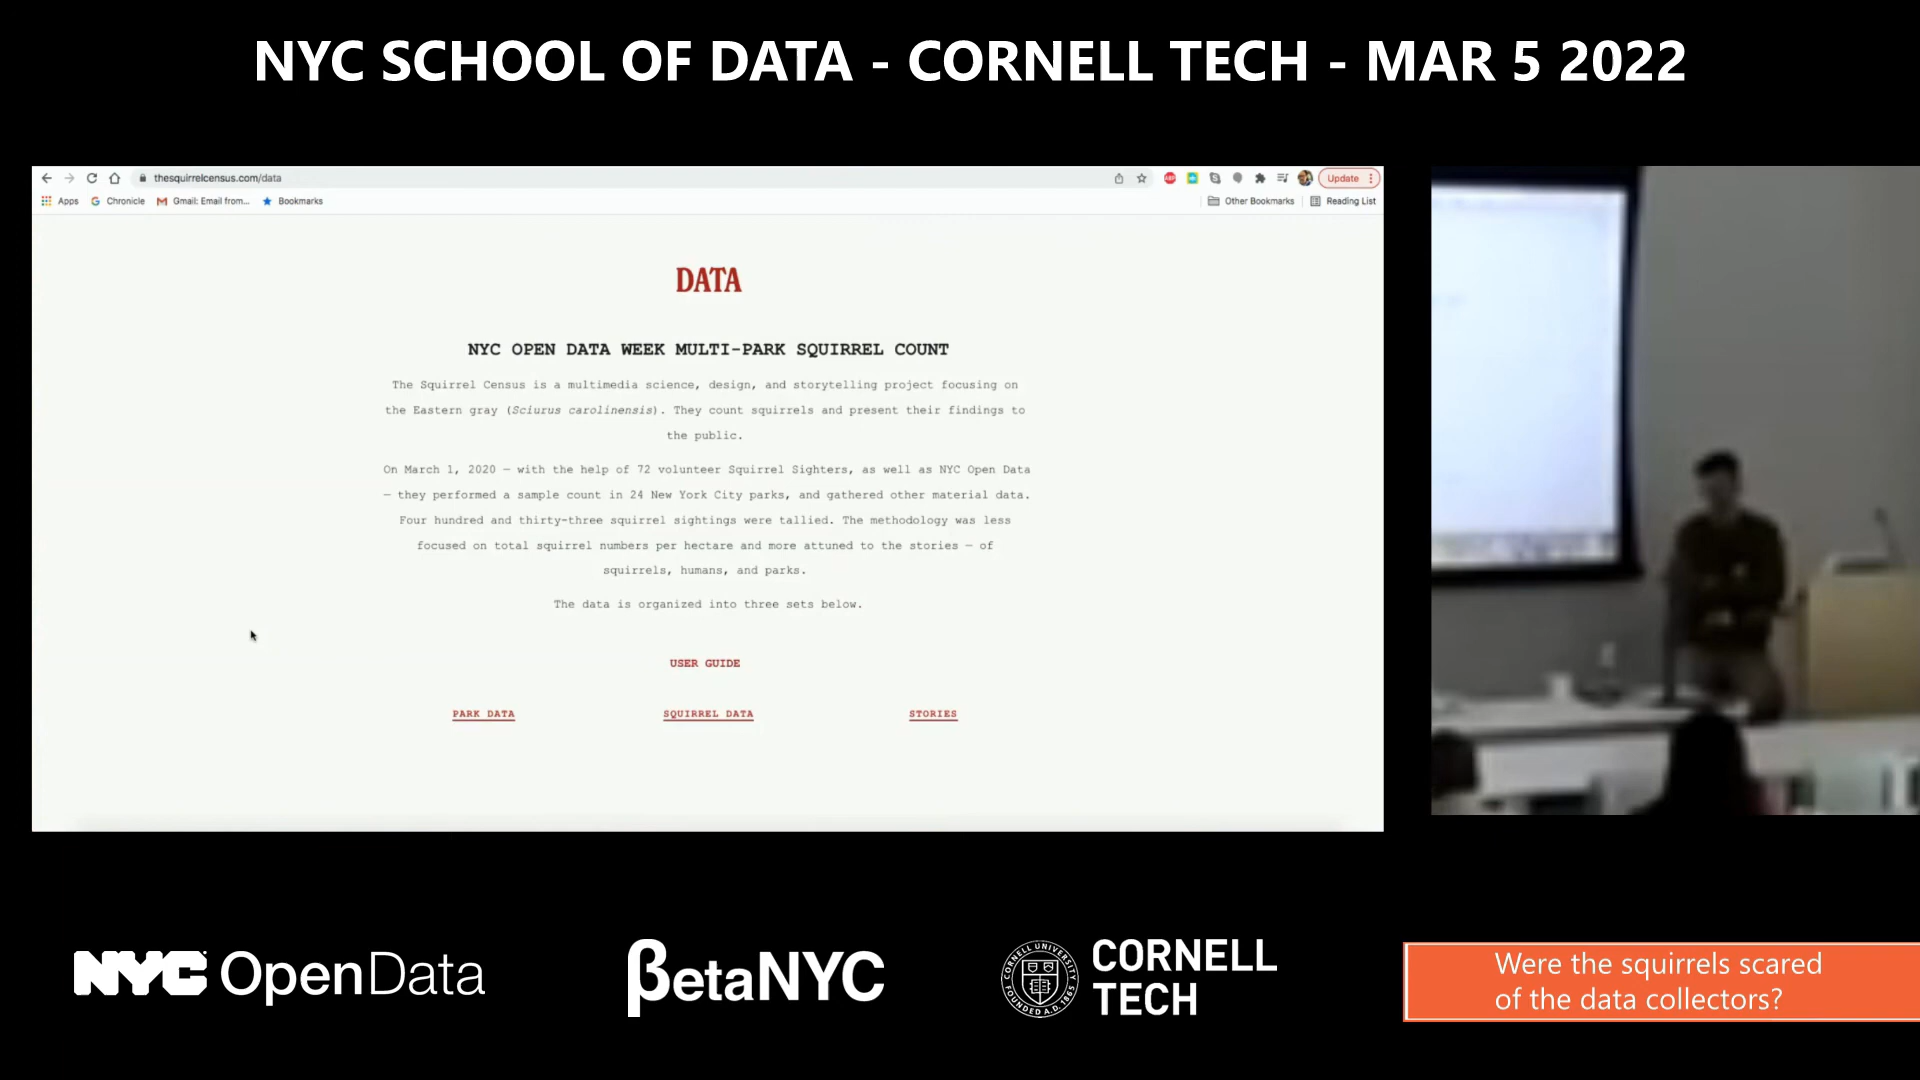 NYC SCHOOL OF DATA - CORNELL TECH - MAR 5 2022
thesquirrelcensus.com/data
Update
Apps
Chronicle
Gmail: Email from...
Bookmarks
Other Bookmarks
Reading List
DATA
NYC OPEN DATA WEEK MULTI-PARK SQUIRREL COUNT
The Squirrel Census is a multimedia science, design, and storytelling project focusing on
the Eastern gray (Sciurus carolinensis). They count squirrels and present their findings to
the public.
On March 1, 2020 — with the help of 72 volunteer Squirrel Sighters, as well as NYC Open Data
— they performed a sample count in 24 New York City parks, and gathered other material data.
Four hundred and thirty-three squirrel sightings were tallied. The methodology was less
focused on total squirrel numbers per hectare and more attuned to the stories — of
squirrels, humans, and parks.
The data is organized into three sets below.
USER GUIDE
PARK DATA
SQUIRREL DATA
STORIES
NYC OpenData
βetaNYC
CORNELL UNIVERSITY
FOUNDED A.D. 1865
CORNELL
TECH
Were the squirrels scared
of the data collectors?